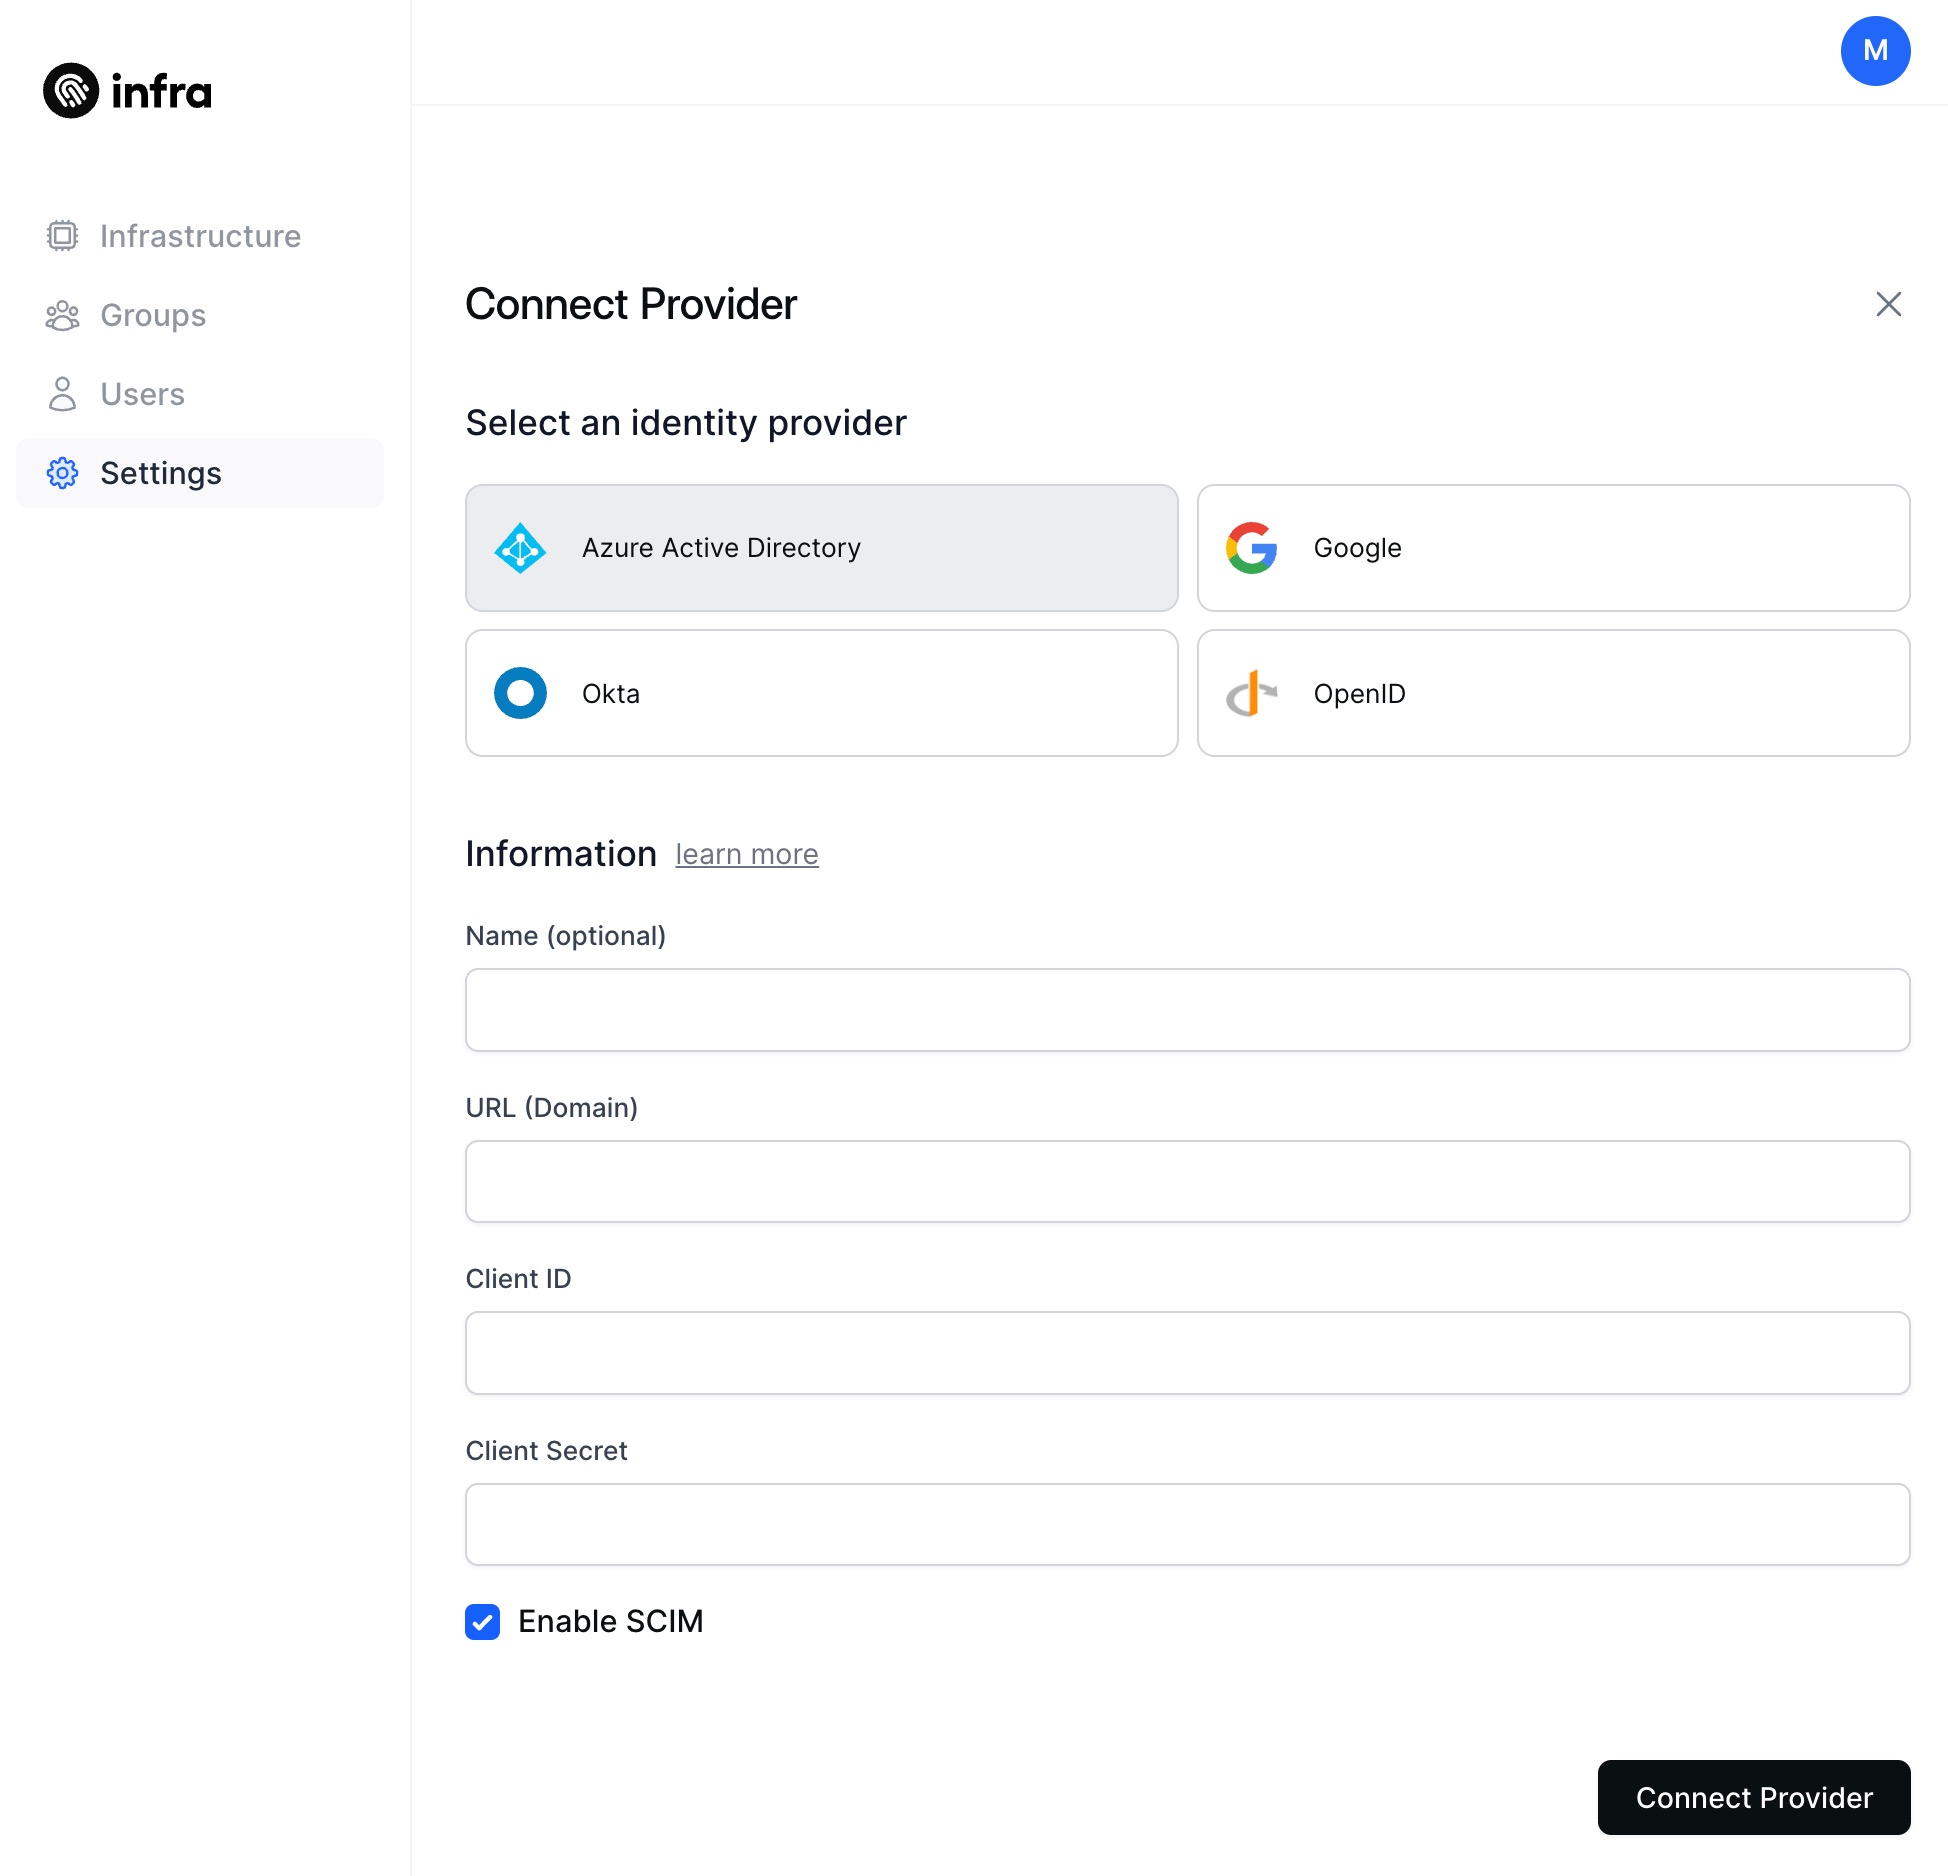 infra
M
Infrastructure
Groups
Users
Settings
Connect Provider
Select an identity provider
Azure Active Directory
Google
Okta
OpenID
Information learn more
Name (optional)
URL (Domain)
Client ID
Client Secret
Enable SCIM
Connect Provider